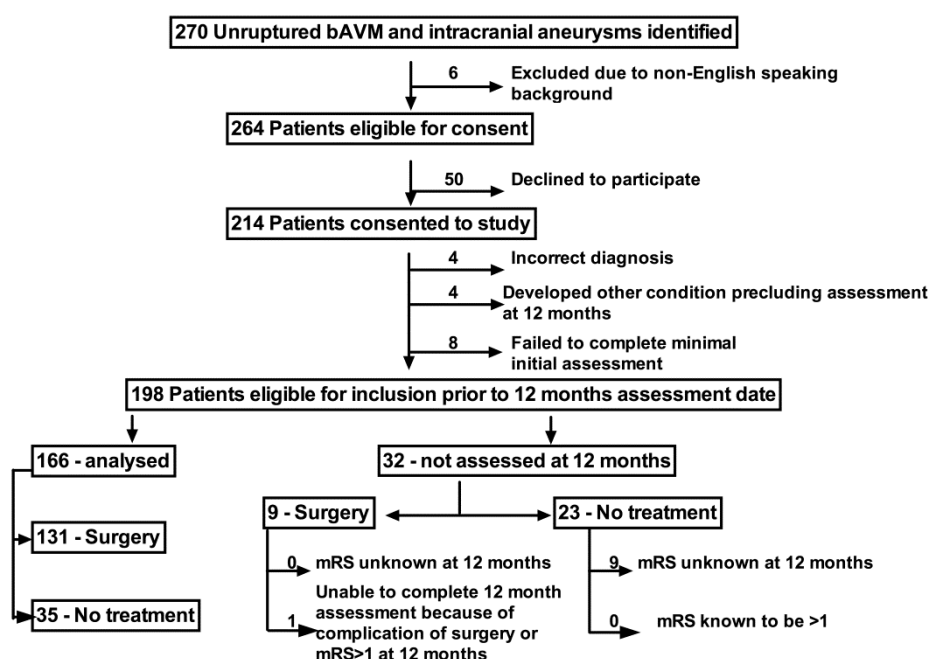 270 Unruptured bAVM and intracranial aneurysms identified
6
Excluded due to non-English speaking
background
264 Patients eligible for consent
50
Declined to participate
214 Patients consented to study
4
Incorrect diagnosis
4
Developed other condition precluding assessment
at 12 months
8
Failed to complete minimal
initial assessment
198 Patients eligible for inclusion prior to 12 months assessment date
166 - analysed
32 - not assessed at 12 months
131 - Surgery
35 - No treatment
9 - Surgery
23 - No treatment
0
mRS unknown at 12 months
1
Unable to complete 12 month
assessment because of
complication of surgery or
mRS>1 at 12 months
9
mRS unknown at 12 months
0
mRS known to be >1